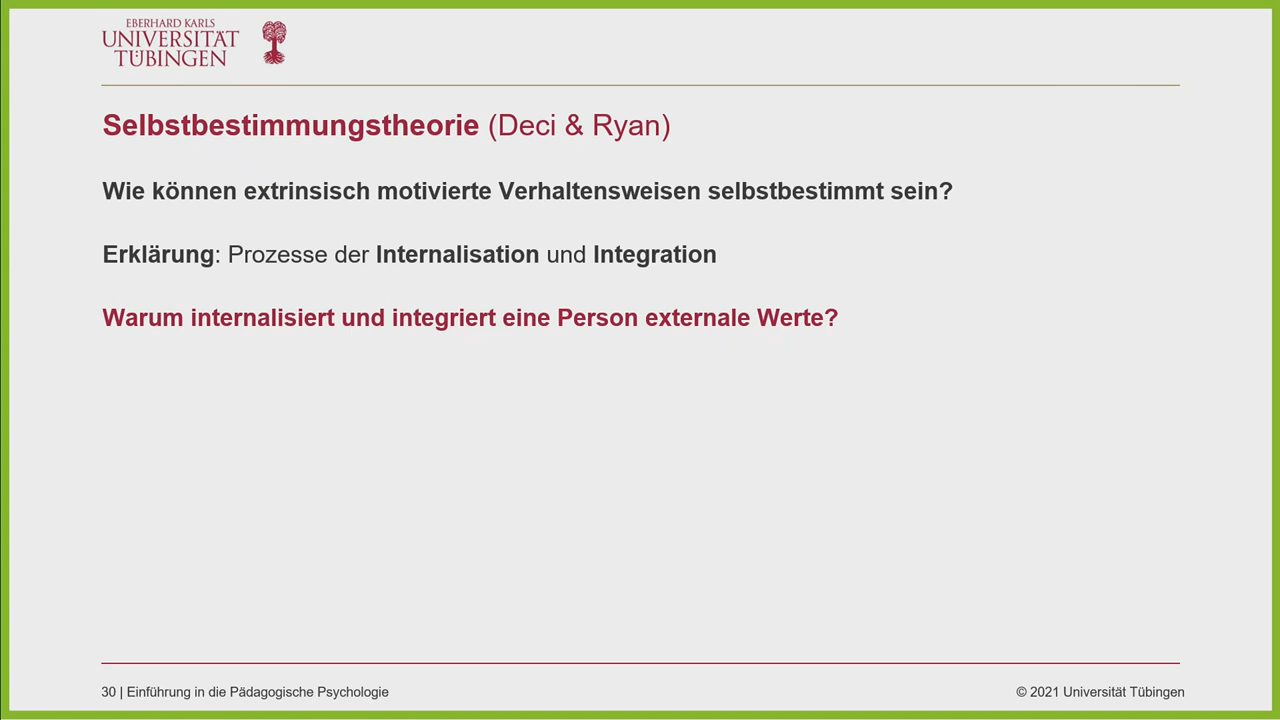 EBERHARD KARLS
UNIVERSITÄT
TÜBINGEN
Selbstbestimmungstheorie (Deci & Ryan)
Wie können extrinsisch motivierte Verhaltensweisen selbstbestimmt sein?
Erklärung: Prozesse der Internalisation und Integration
Warum internalisiert und integriert eine Person externale Werte?
30 | Einführung in die Pädagogische Psychologie
© 2021 Universität Tübingen